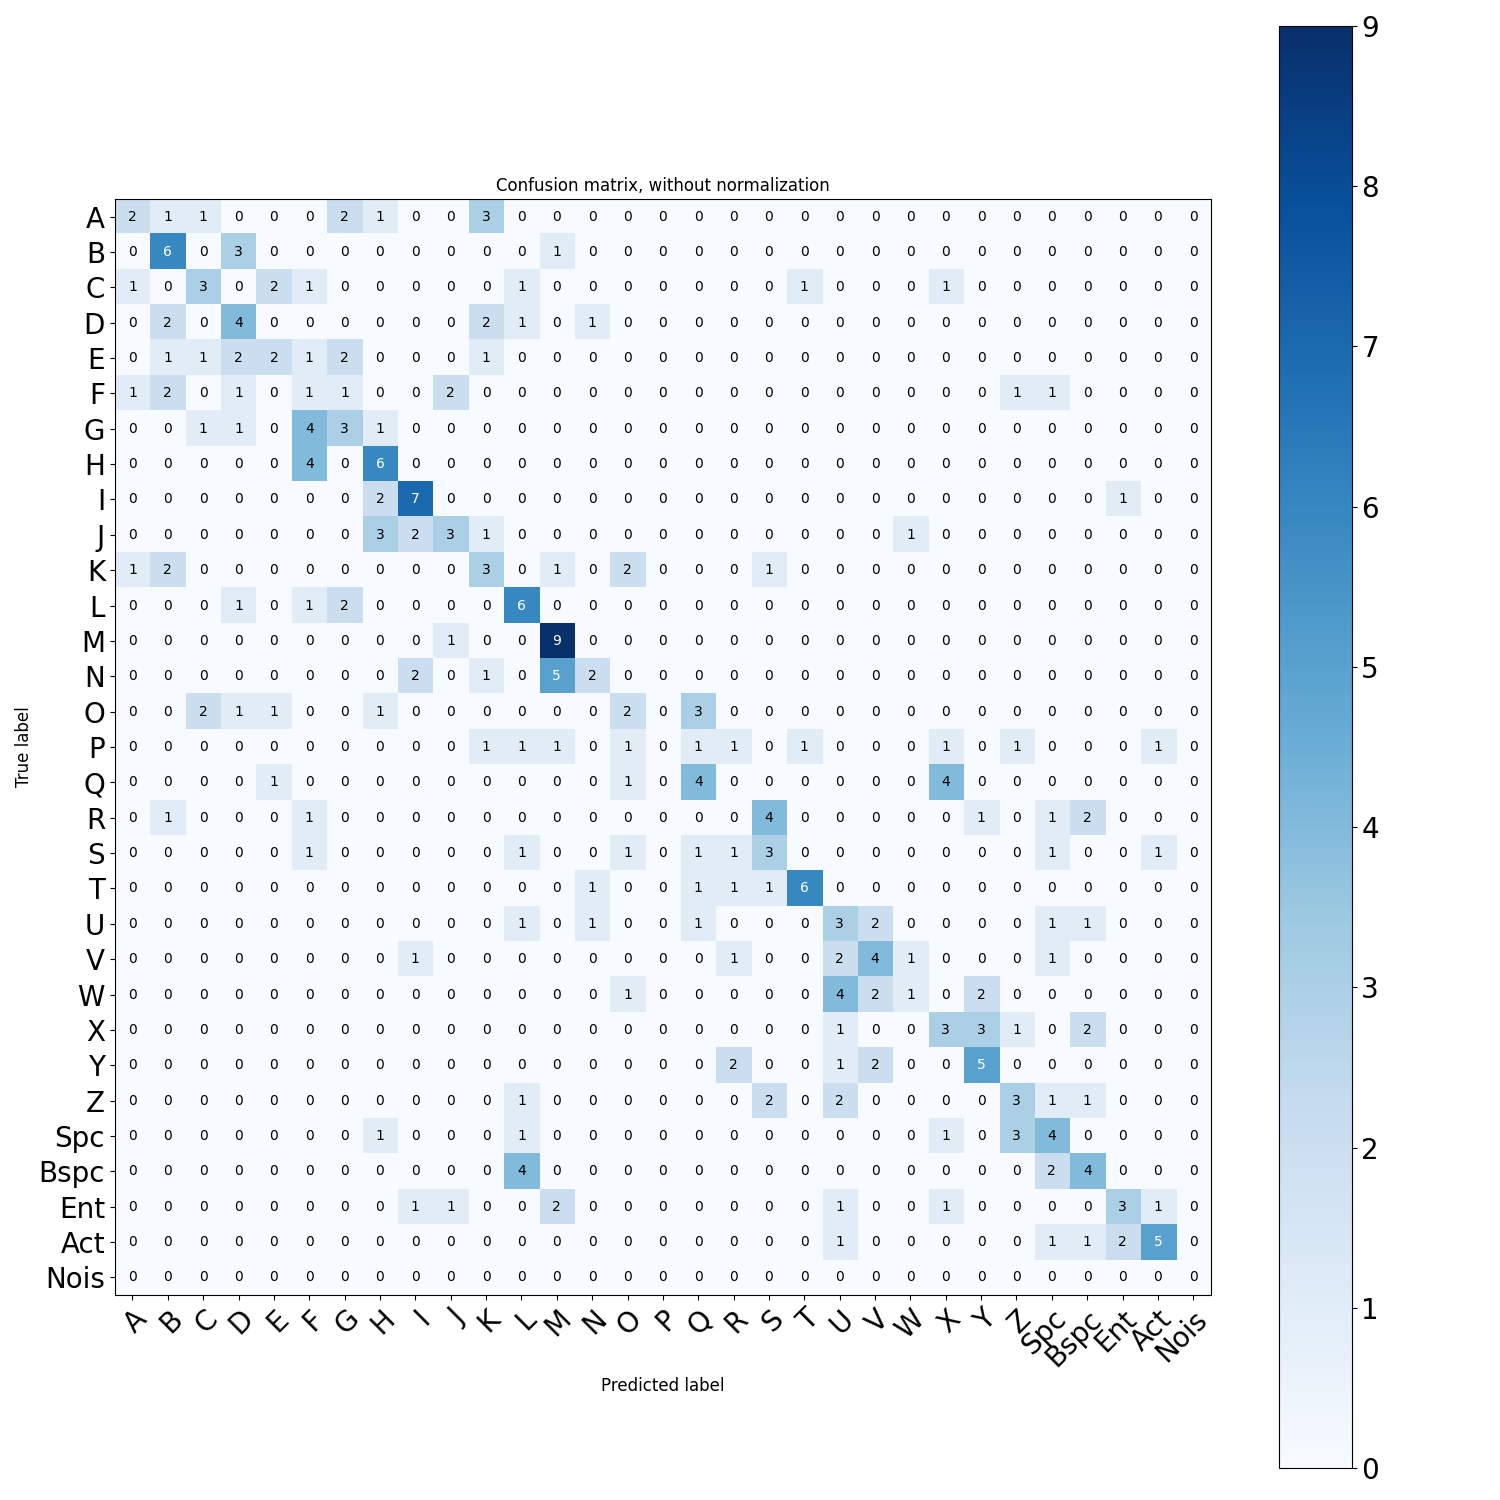 Confusion matrix, without normalization
A 2 1 1 0 0 0 2 1 0 0 3 0 0 0 0 0 0 0 0 0 0 0 0 0 0 0 0 0 0 0 0
B 0 6 0 3 0 0 0 0 0 0 0 0 1 0 0 0 0 0 0 0 0 0 0 0 0 0 0 0 0 0 0
C 1 0 3 0 2 1 0 0 0 0 0 1 0 0 0 0 0 0 0 1 0 0 0 1 0 0 0 0 0 0 0
D 0 2 0 4 0 0 0 0 0 0 2 1 0 1 0 0 0 0 0 0 0 0 0 0 0 0 0 0 0 0 0
E 0 1 1 2 2 1 2 0 0 0 1 0 0 0 0 0 0 0 0 0 0 0 0 0 0 0 0 0 0 0 0
F 1 2 0 1 0 1 1 0 0 2 0 0 0 0 0 0 0 0 0 0 0 0 0 0 0 1 1 0 0 0 0
G 0 0 1 1 0 4 3 1 0 0 0 0 0 0 0 0 0 0 0 0 0 0 0 0 0 0 0 0 0 0 0
H 0 0 0 0 0 4 0 6 0 0 0 0 0 0 0 0 0 0 0 0 0 0 0 0 0 0 0 0 0 0 0
I 0 0 0 0 0 0 0 2 7 0 0 0 0 0 0 0 0 0 0 0 0 0 0 0 0 0 0 0 1 0 0
J 0 0 0 0 0 0 0 3 2 3 1 0 0 0 0 0 0 0 0 0 0 0 1 0 0 0 0 0 0 0 0
K 1 2 0 0 0 0 0 0 0 0 3 0 1 0 2 0 0 0 1 0 0 0 0 0 0 0 0 0 0 0 0
L 0 0 0 1 0 1 2 0 0 0 0 6 0 0 0 0 0 0 0 0 0 0 0 0 0 0 0 0 0 0 0
M 0 0 0 0 0 0 0 0 0 1 0 0 9 0 0 0 0 0 0 0 0 0 0 0 0 0 0 0 0 0 0
N 0 0 0 0 0 0 0 0 2 0 1 0 5 2 0 0 0 0 0 0 0 0 0 0 0 0 0 0 0 0 0
O 0 0 2 1 1 0 0 1 0 0 0 0 0 0 2 0 3 0 0 0 0 0 0 0 0 0 0 0 0 0 0
P 0 0 0 0 0 0 0 0 0 0 1 1 1 0 1 0 1 1 0 1 0 0 0 1 0 1 0 0 0 1 0
Q 0 0 0 0 1 0 0 0 0 0 0 0 0 0 1 0 4 0 0 0 0 0 0 4 0 0 0 0 0 0 0
R 0 1 0 0 0 1 0 0 0 0 0 0 0 0 0 0 0 0 4 0 0 0 0 0 1 0 1 2 0 0 0
S 0 0 0 0 0 1 0 0 0 0 0 1 0 0 1 0 1 1 3 0 0 0 0 0 0 0 1 0 0 1 0
T 0 0 0 0 0 0 0 0 0 0 0 0 0 1 0 0 1 1 1 6 0 0 0 0 0 0 0 0 0 0 0
U 0 0 0 0 0 0 0 0 0 0 0 1 0 1 0 0 1 0 0 0 3 2 0 0 0 0 1 1 0 0 0
V 0 0 0 0 0 0 0 0 1 0 0 0 0 0 0 0 0 1 0 0 2 4 1 0 0 0 1 0 0 0 0
W 0 0 0 0 0 0 0 0 0 0 0 0 0 0 1 0 0 0 0 0 4 2 1 0 2 0 0 0 0 0 0
X 0 0 0 0 0 0 0 0 0 0 0 0 0 0 0 0 0 0 0 0 1 0 0 3 3 1 0 2 0 0 0
Y 0 0 0 0 0 0 0 0 0 0 0 0 0 0 0 0 0 2 0 0 1 2 0 0 5 0 0 0 0 0 0
Z 0 0 0 0 0 0 0 0 0 0 0 1 0 0 0 0 0 0 2 0 2 0 0 0 0 3 1 1 0 0 0
Spc 0 0 0 0 0 0 0 1 0 0 0 1 0 0 0 0 0 0 0 0 0 0 0 1 0 3 4 0 0 0 0
Bspc 0 0 0 0 0 0 0 0 0 0 0 4 0 0 0 0 0 0 0 0 0 0 0 0 0 0 2 4 0 0 0
Ent 0 0 0 0 0 0 0 0 1 1 0 0 2 0 0 0 0 0 0 0 1 0 0 1 0 0 0 0 3 1 0
Act 0 0 0 0 0 0 0 0 0 0 0 0 0 0 0 0 0 0 0 0 1 0 0 0 0 0 1 1 2 5 0
Nois 0 0 0 0 0 0 0 0 0 0 0 0 0 0 0 0 0 0 0 0 0 0 0 0 0 0 0 0 0 0 0
A B C D E F G H I J K L M N O P Q R S T U V W X Y Z Spc Bspc Ent Act Nois
Predicted label
True label
9
8
7
6
5
4
3
2
1
0